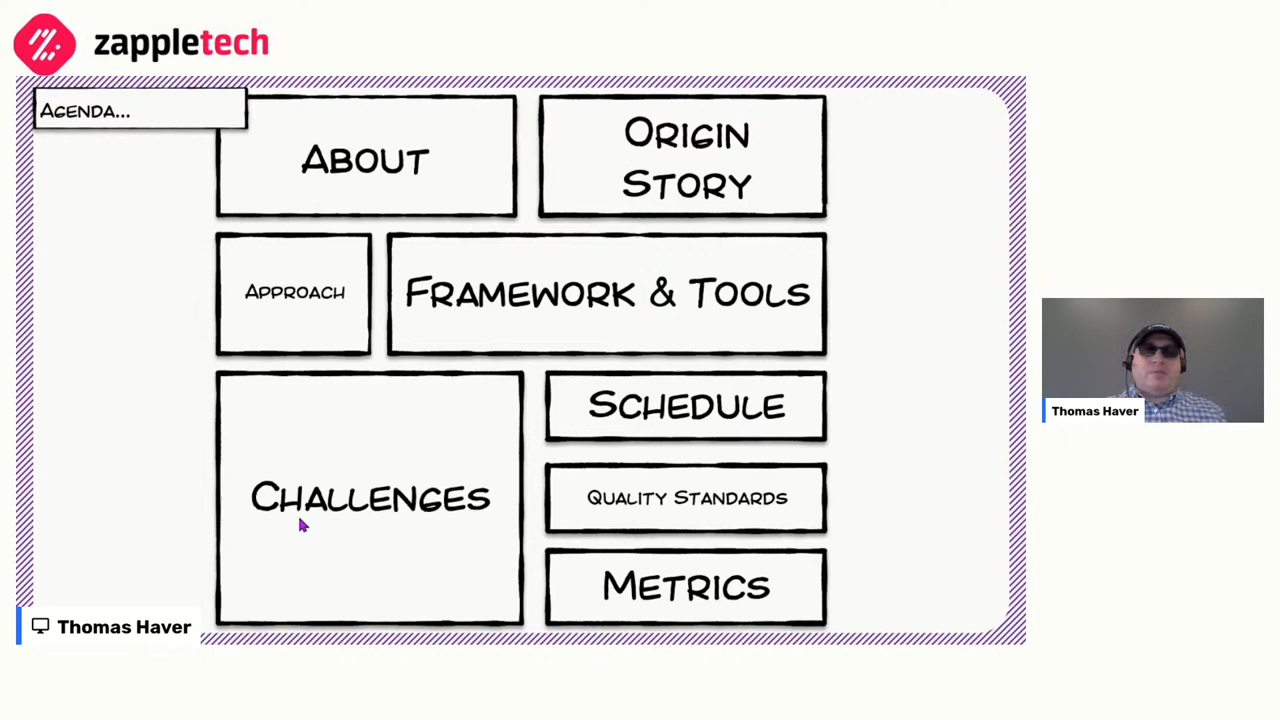 zappletech
AGENDA...
ABOUT
ORIGIN
STORY
APPROACH
FRAMEWORK & TOOLS
CHALLENGES
SCHEDULE
QUALITY STANDARDS
METRICS
Thomas Haver
Thomas Haver